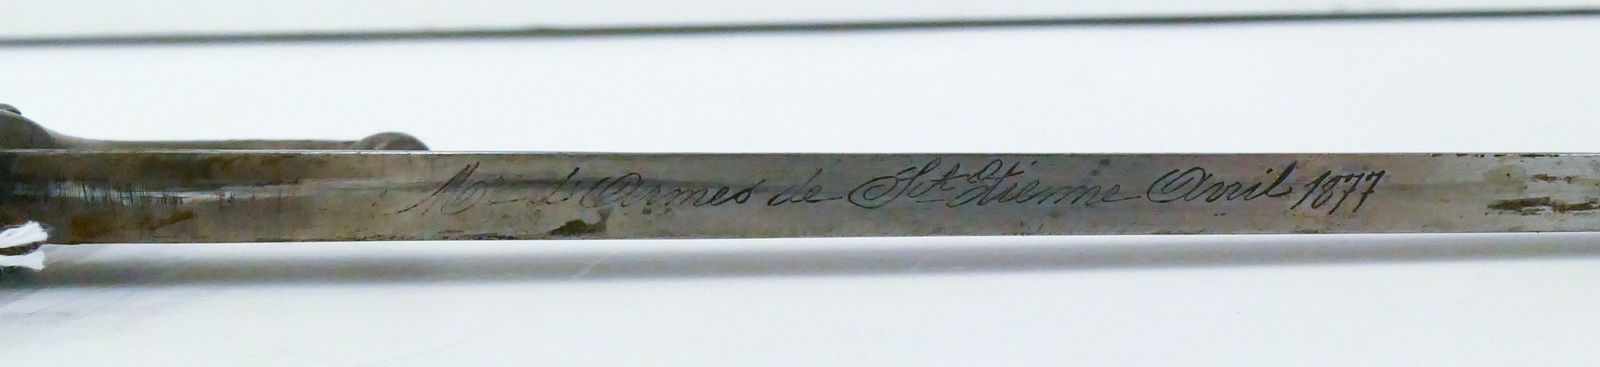 Mre d'Armes de St. Etienne Avril 1877